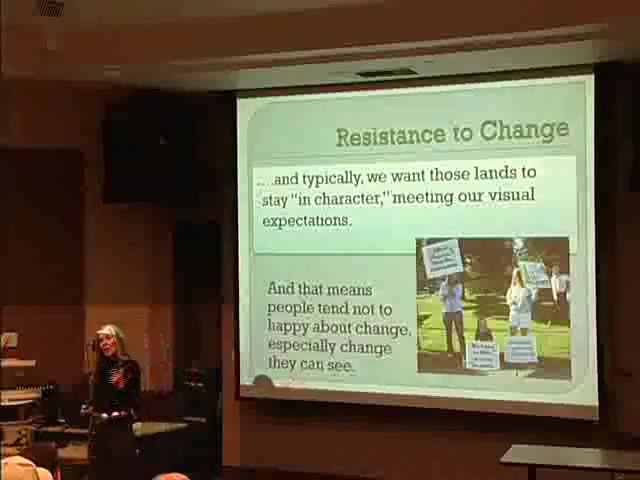 Resistance to Change
...and typically, we want those lands to
stay "in character," meeting our visual
expectations.
And that means
people tend not to
happy about change,
especially change
they can see.